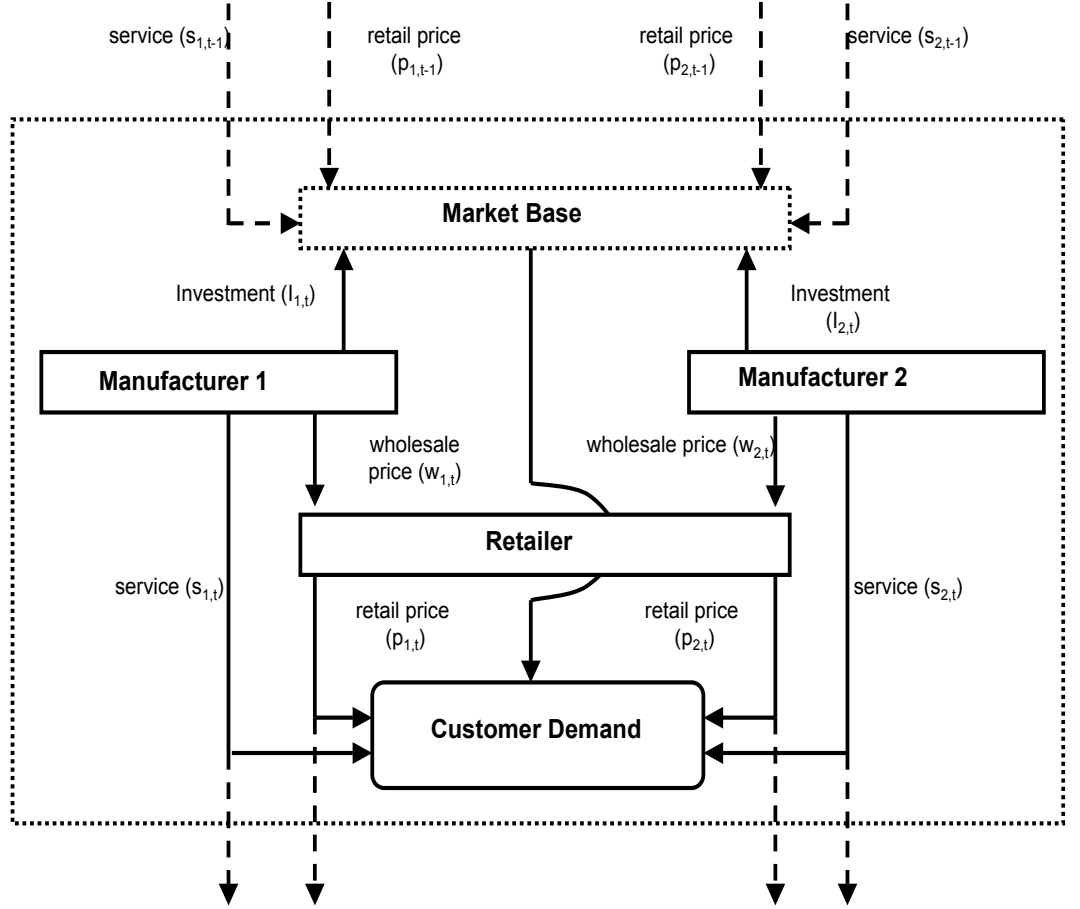 service (s1,t-1)
retail price
(p1,t-1)
retail price
(p2,t-1)
service (s2,t-1)
Market Base
Investment (I1,t)
Investment
(I2,t)
Manufacturer 1
Manufacturer 2
wholesale
price (w1,t)
wholesale price (w2,t)
Retailer
service (s1,t)
retail price
(p1,t)
retail price
(p2,t)
service (s2,t)
Customer Demand